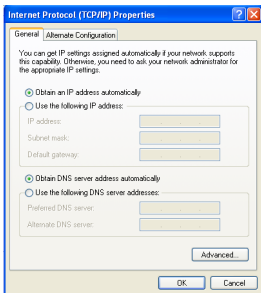 Internet Protocol (TCP/IP) Properties
General
Alternate Configuration
You can get IP settings assigned automatically if your network supports
this capability. Otherwise, you need to ask your network administrator for
the appropriate IP settings.
Obtain an IP address automatically
Use the following IP address:
IP address:
Subnet mask:
Default gateway:
Obtain DNS server address automatically
Use the following DNS server addresses:
Preferred DNS server:
Alternate DNS server:
Advanced...
OK
Cancel